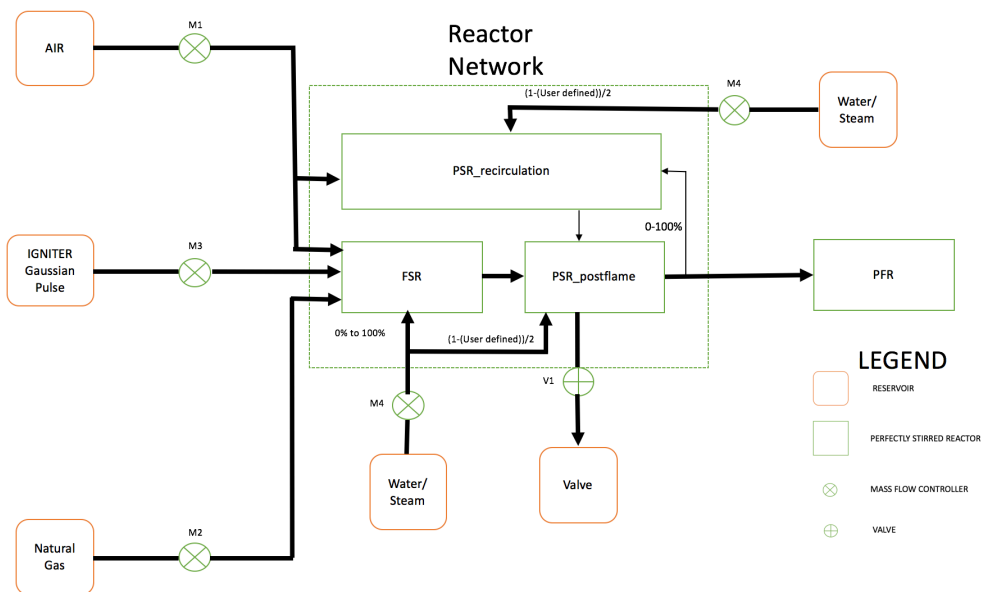 M1
AIR
Reactor
Network
(1-(User defined))/2
M4
Water/
Steam
PSR_recirculation
0-100%
M3
IGNITER
Gaussian
Pulse
FSR
PSR_postflame
PFR
0% to 100%
(1-(User defined))/2
V1
M4
LEGEND
RESERVOIR
PERFECTLY STIRRED REACTOR
Water/
Steam
Valve
MASS FLOW CONTROLLER
M2
VALVE
Natural
Gas